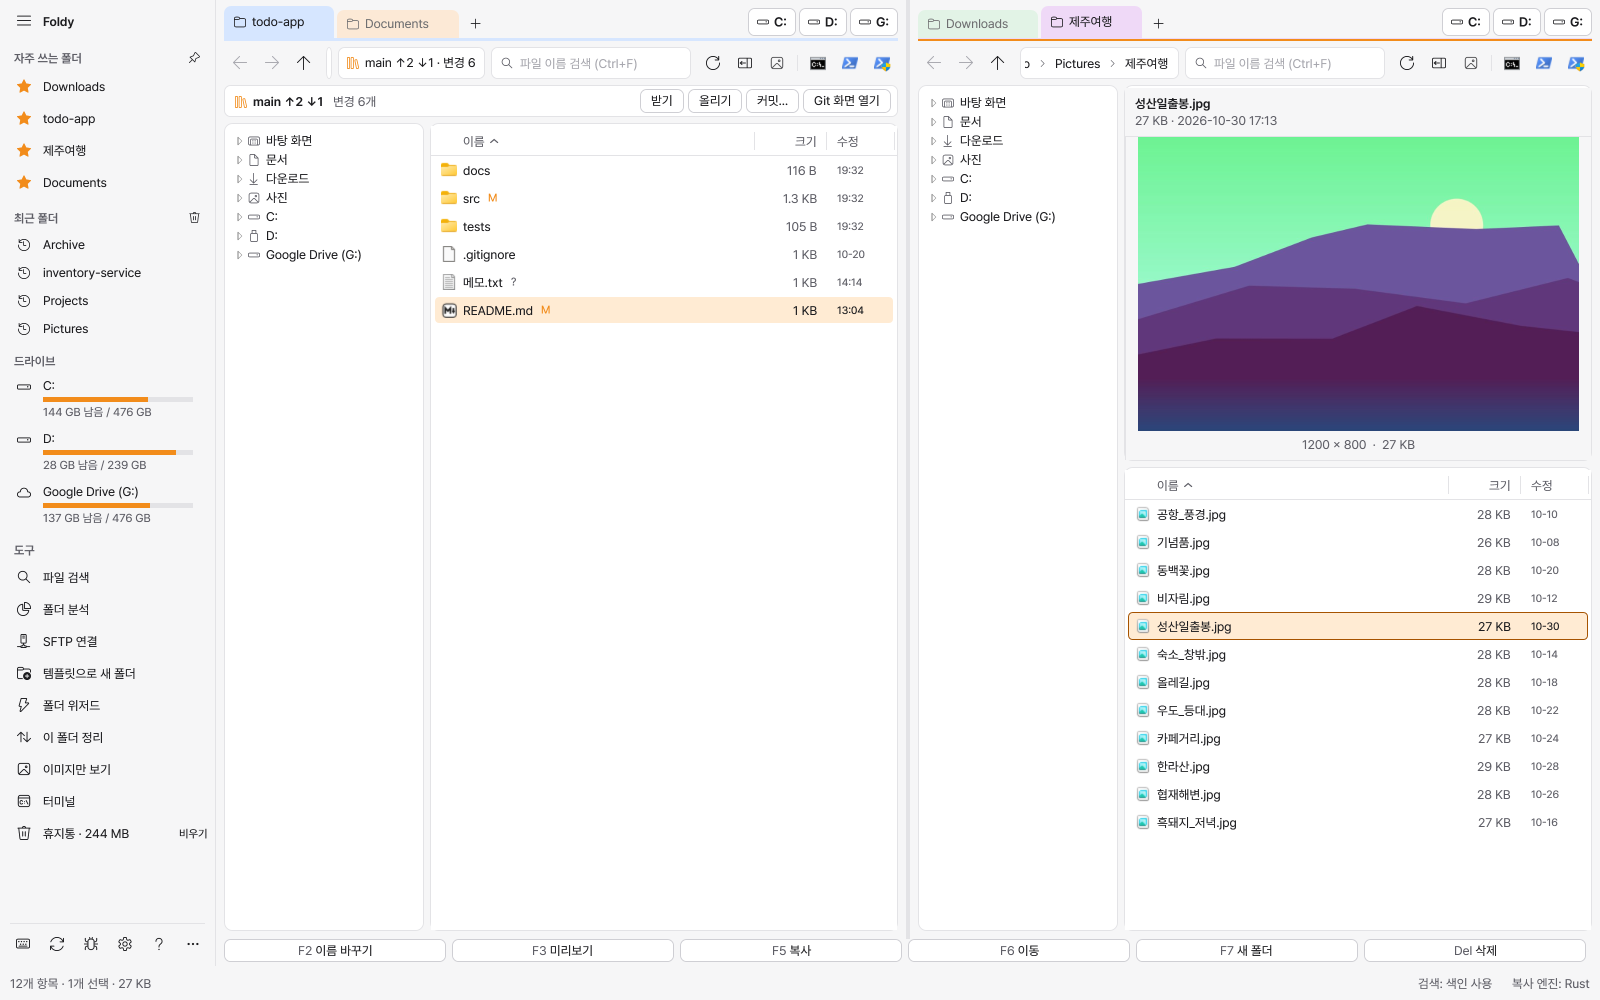 Foldy
자주 쓰는 폴더
Downloads
todo-app
제주여행
Documents
최근 폴더
Archive
inventory-service
Projects
Pictures
드라이브
C:
144 GB 남음 / 476 GB
D:
28 GB 남음 / 239 GB
Google Drive (G:)
137 GB 남음 / 476 GB
도구
파일 검색
폴더 분석
SFTP 연결
템플릿으로 새 폴더
폴더 위저드
이 폴더 정리
이미지만 보기
터미널
휴지통 · 244 MB 비우기
todo-app Documents + C: D: G:
main ↑2 ↓1 · 변경 6 파일 이름 검색 (Ctrl+F)
main ↑2 ↓1 변경 6개 받기 올리기 커밋... Git 화면 열기
바탕 화면
문서
다운로드
사진
C:
D:
Google Drive (G:)
이름 크기 수정
docs 116 B 19:32
src M 1.3 KB 19:32
tests 105 B 19:32
.gitignore 1 KB 10-20
메모.txt ? 1 KB 14:14
README.md M 1 KB 13:04
Downloads 제주여행 + C: D: G:
› Pictures › 제주여행 파일 이름 검색 (Ctrl+F)
바탕 화면
문서
다운로드
사진
C:
D:
Google Drive (G:)
성산일출봉.jpg
27 KB · 2026-10-30 17:13
1200 × 800 · 27 KB
이름 크기 수정
공항_풍경.jpg 28 KB 10-10
기념품.jpg 26 KB 10-08
동백꽃.jpg 28 KB 10-20
비자림.jpg 29 KB 10-12
성산일출봉.jpg 27 KB 10-30
숙소_창밖.jpg 28 KB 10-14
올레길.jpg 28 KB 10-18
우도_등대.jpg 28 KB 10-22
카페거리.jpg 27 KB 10-24
한라산.jpg 29 KB 10-28
협재해변.jpg 28 KB 10-26
흑돼지_저녁.jpg 27 KB 10-16
F2 이름 바꾸기 F3 미리보기 F5 복사 F6 이동 F7 새 폴더 Del 삭제
12개 항목 · 1개 선택 · 27 KB 검색: 색인 사용 복사 엔진: Rust